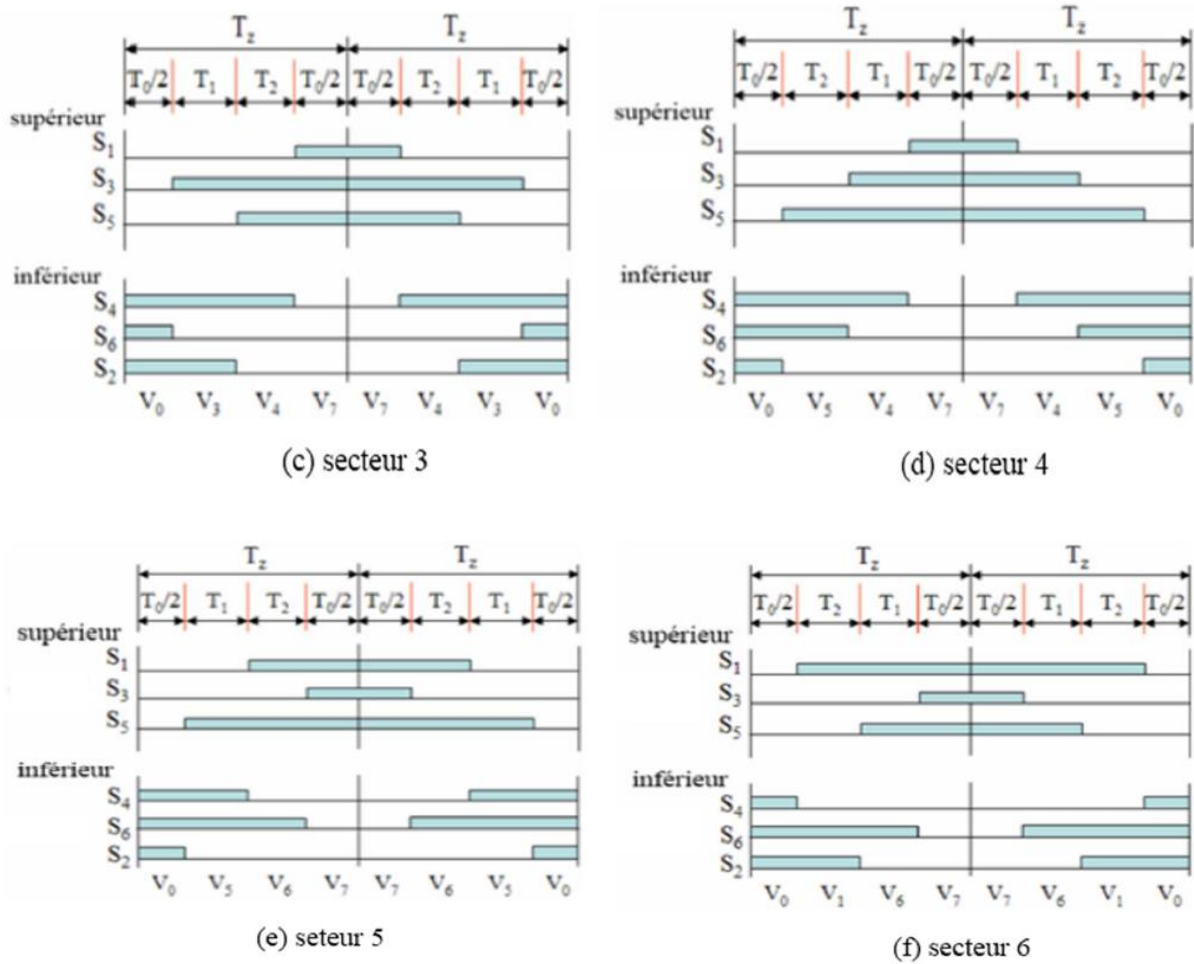 T_z T_z
T_0/2 T_1 T_2 T_0/2 T_0/2 T_2 T_1 T_0/2
supérieur
S_1
S_3
S_5
inférieur
S_4
S_6
S_2
V_0 V_3 V_4 V_7 V_7 V_4 V_3 V_0
(c) secteur 3
T_z T_z
T_0/2 T_2 T_1 T_0/2 T_0/2 T_1 T_2 T_0/2
supérieur
S_1
S_3
S_5
inférieur
S_4
S_6
S_2
V_0 V_5 V_4 V_7 V_7 V_4 V_5 V_0
(d) secteur 4
T_z T_z
T_0/2 T_1 T_2 T_0/2 T_0/2 T_2 T_1 T_0/2
supérieur
S_1
S_3
S_5
inférieur
S_4
S_6
S_2
V_0 V_5 V_6 V_7 V_7 V_6 V_5 V_0
(e) seteur 5
T_z T_z
T_0/2 T_2 T_1 T_0/2 T_0/2 T_1 T_2 T_0/2
supérieur
S_1
S_3
S_5
inférieur
S_4
S_6
S_2
V_0 V_1 V_6 V_7 V_7 V_6 V_1 V_0
(f) secteur 6